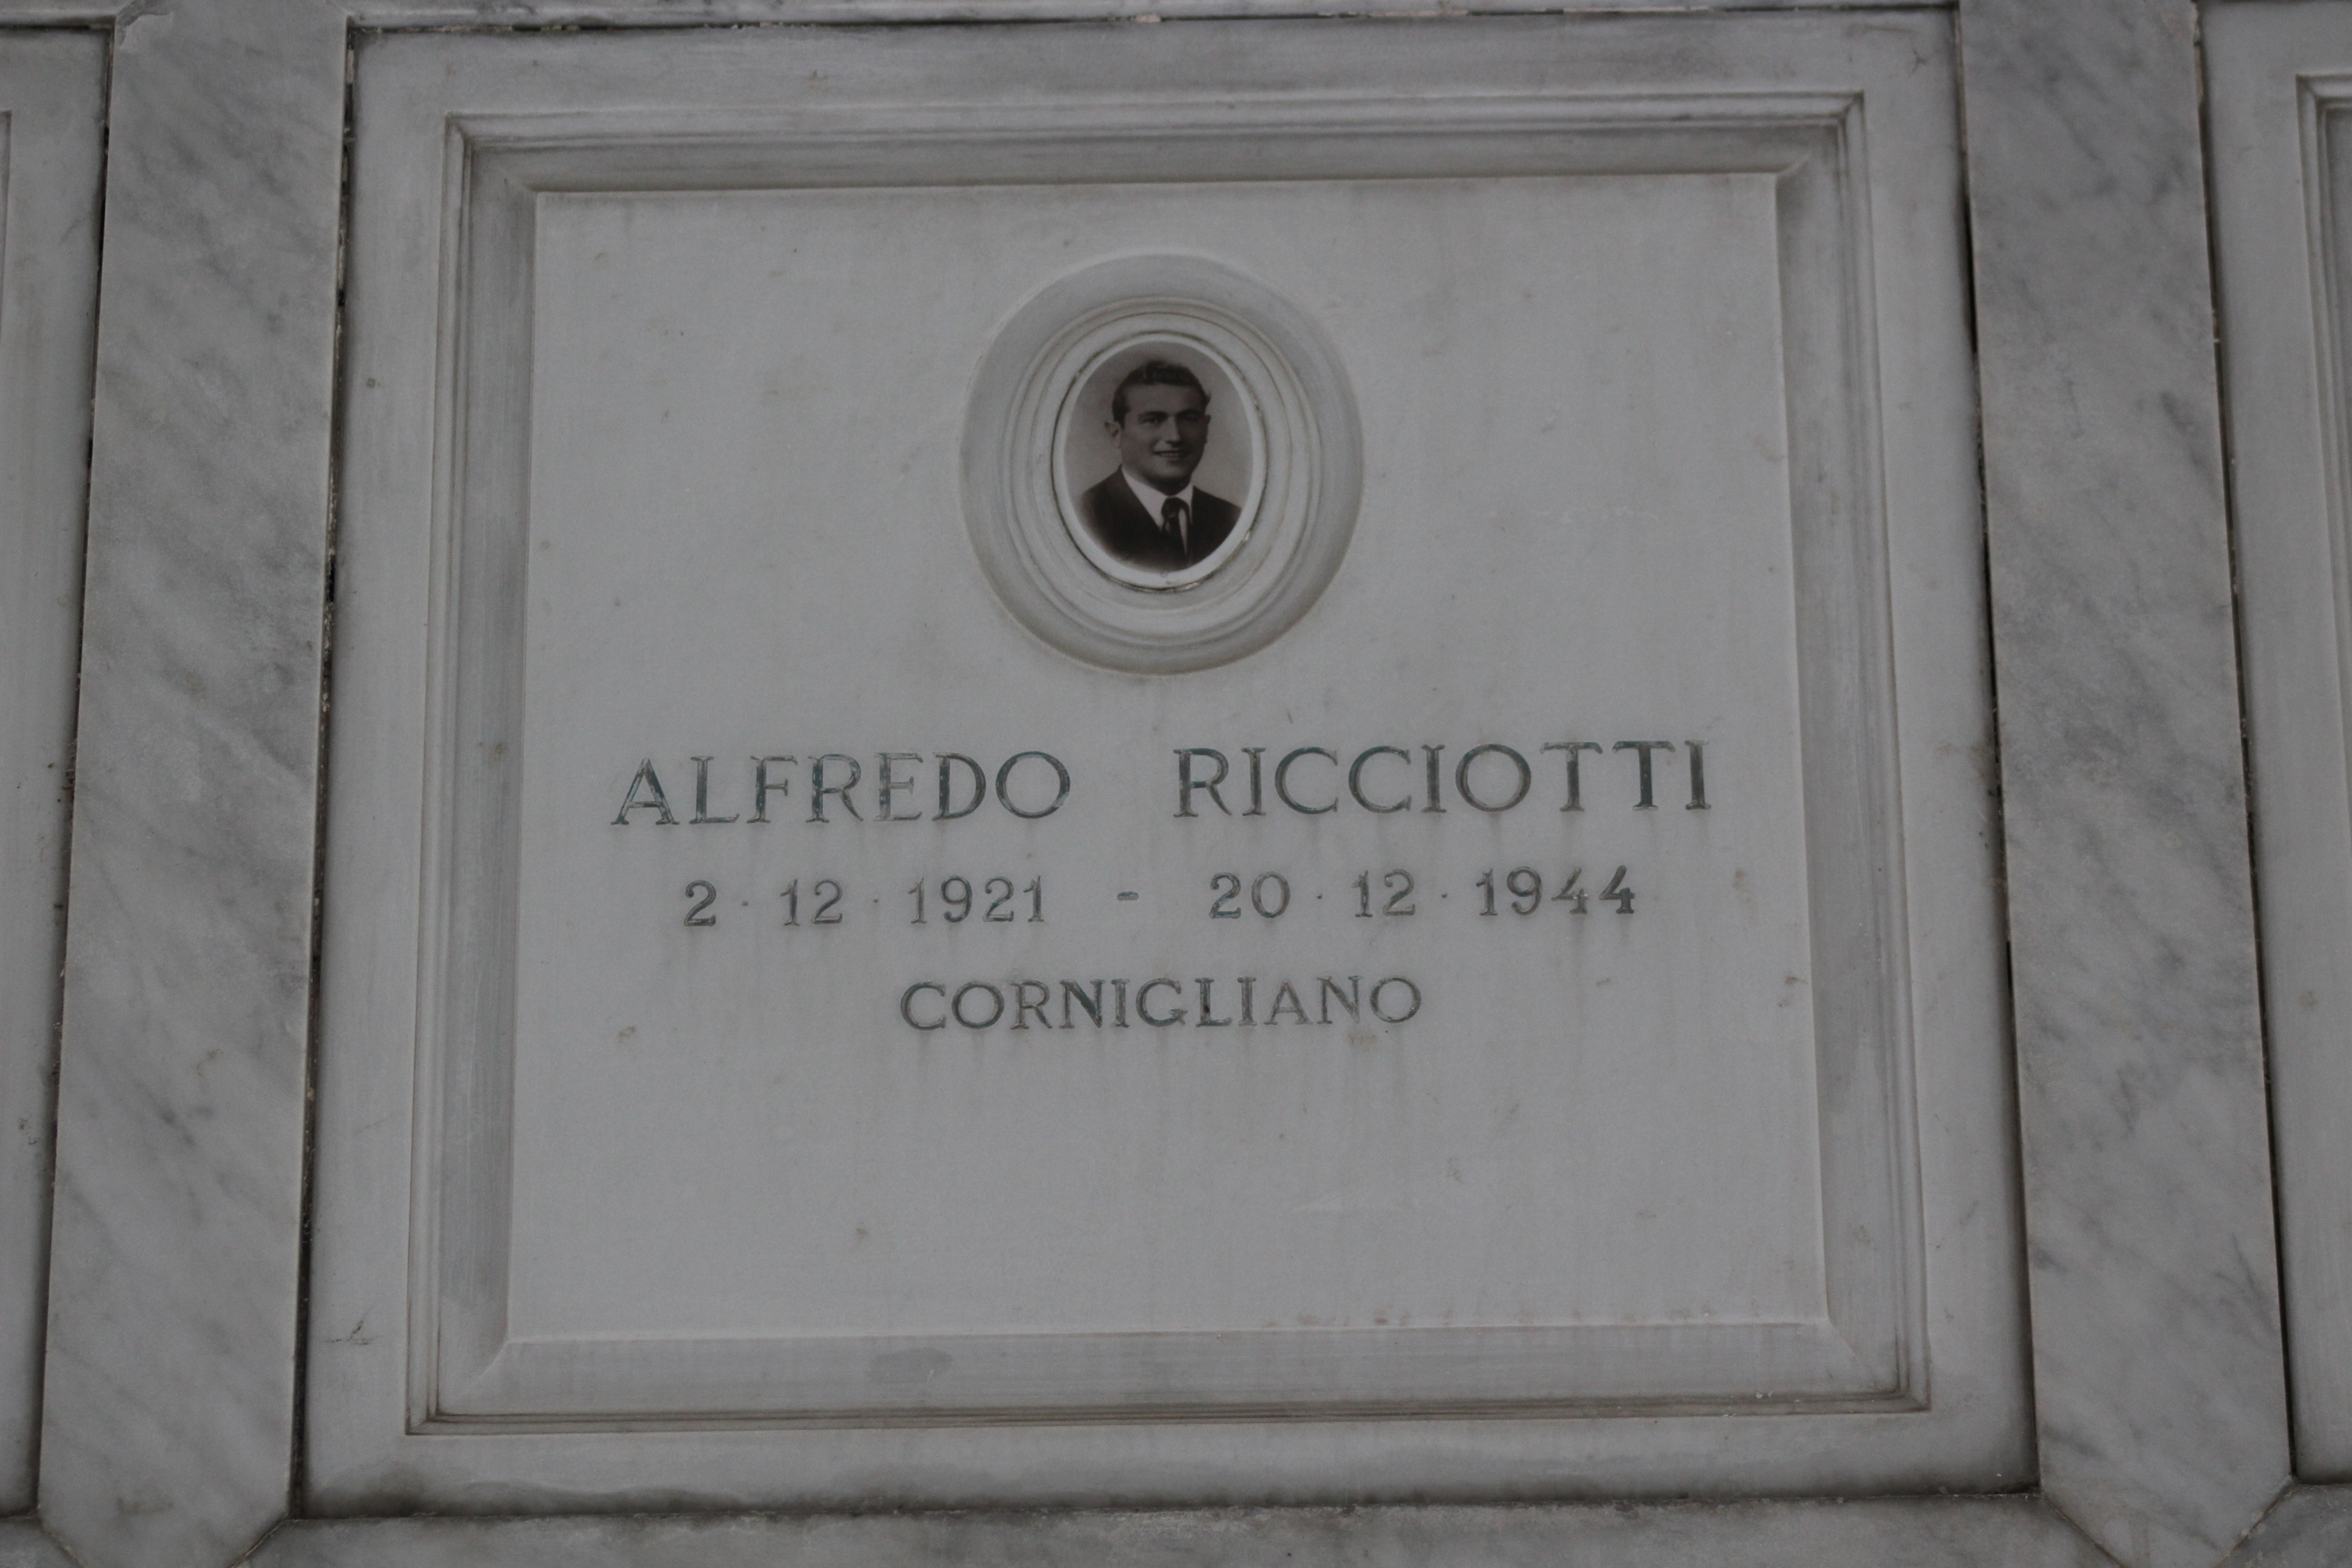 ALFREDO RICCIOTTI
2·12·1921 - 20·12·1944
CORNIGLIANO